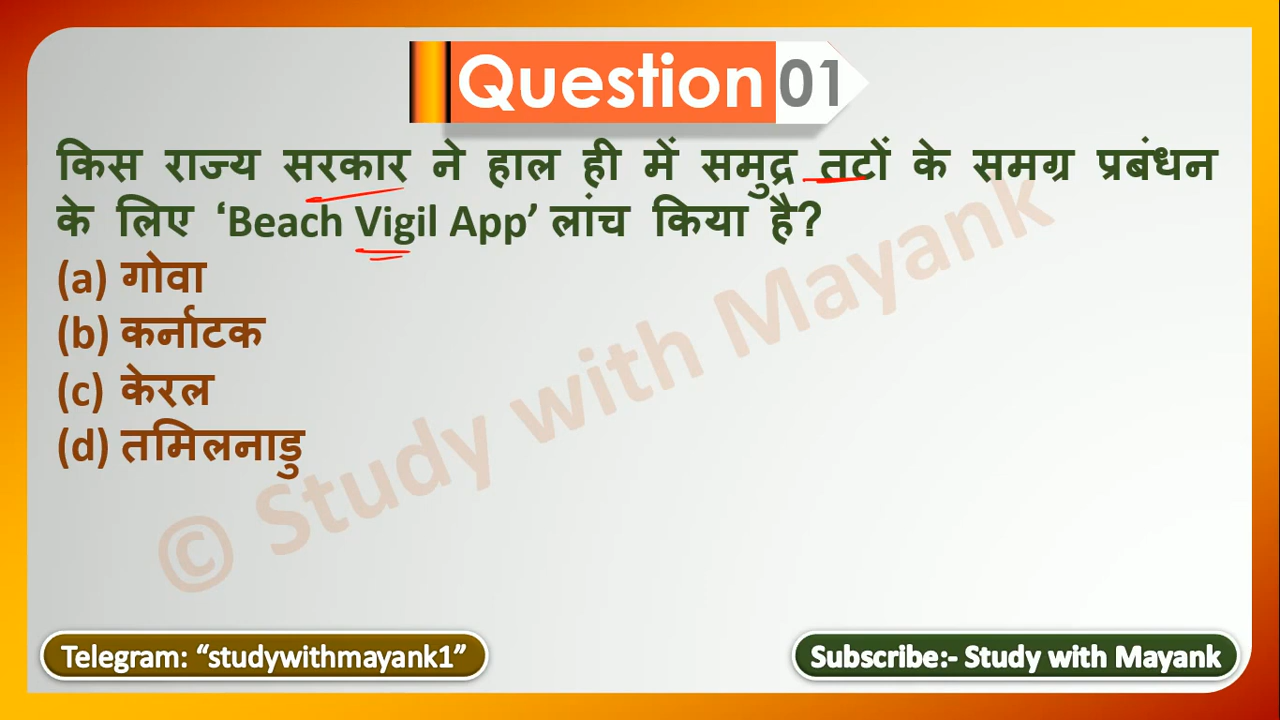 Question 01
किस राज्य सरकार ने हाल ही में समुद्र तटों के समग्र प्रबंधन
के लिए ‘Beach Vigil App’ लांच किया है?
(a) गोवा
(b) कर्नाटक
(c) केरल
(d) तमिलनाडु
© Study with Mayank
Telegram: “studywithmayank1”
Subscribe:- Study with Mayank